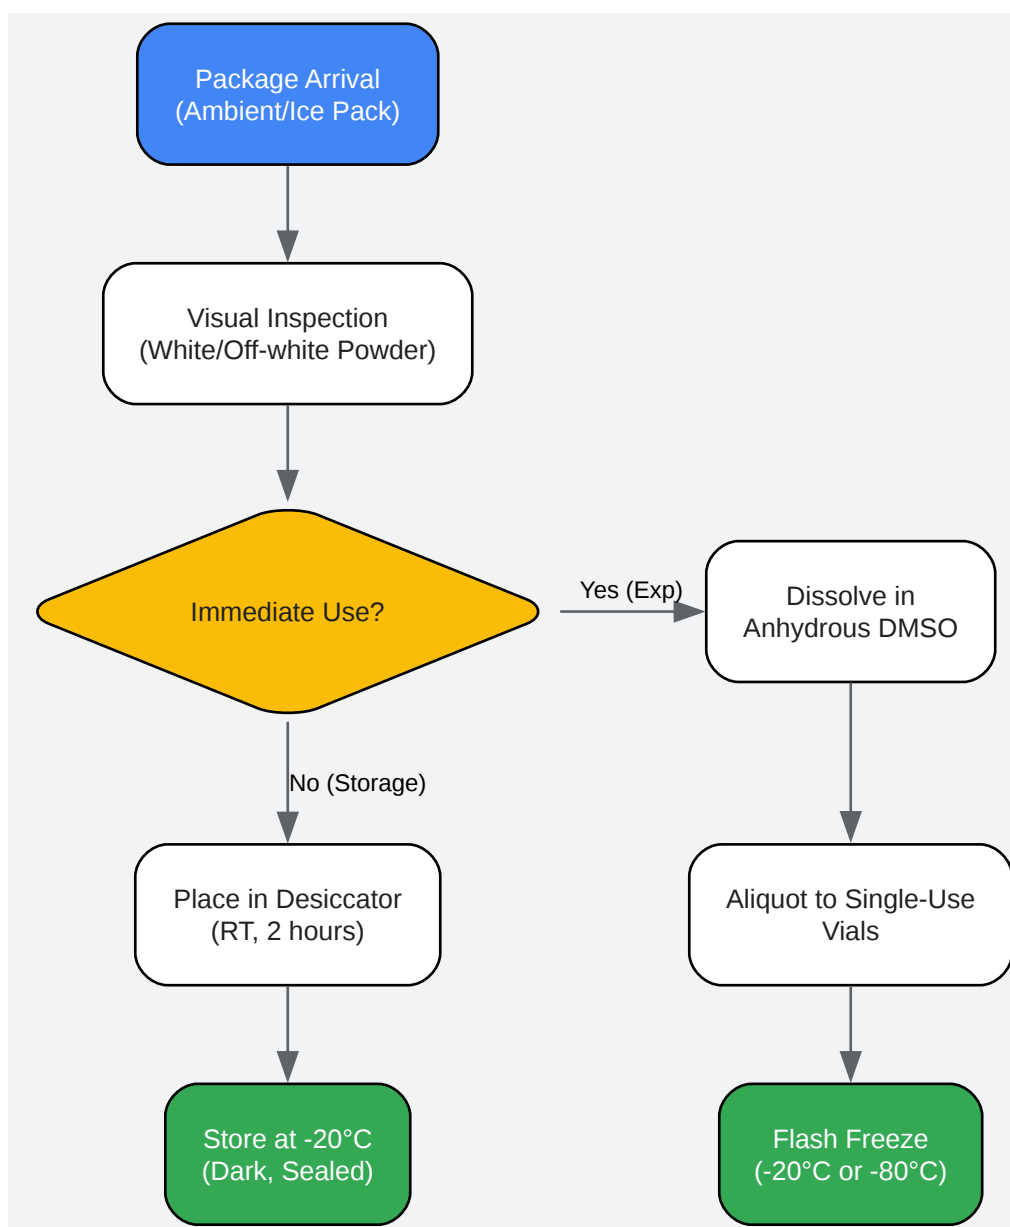 Package Arrival
(Ambient/Ice Pack)
Visual Inspection
(White/Off-white Powder)
Immediate Use?
Yes (Exp)
Dissolve in
Anhydrous DMSO
No (Storage)
Place in Desiccator
(RT, 2 hours)
Aliquot to Single-Use
Vials
Store at -20°C
(Dark, Sealed)
Flash Freeze
(-20°C or -80°C)